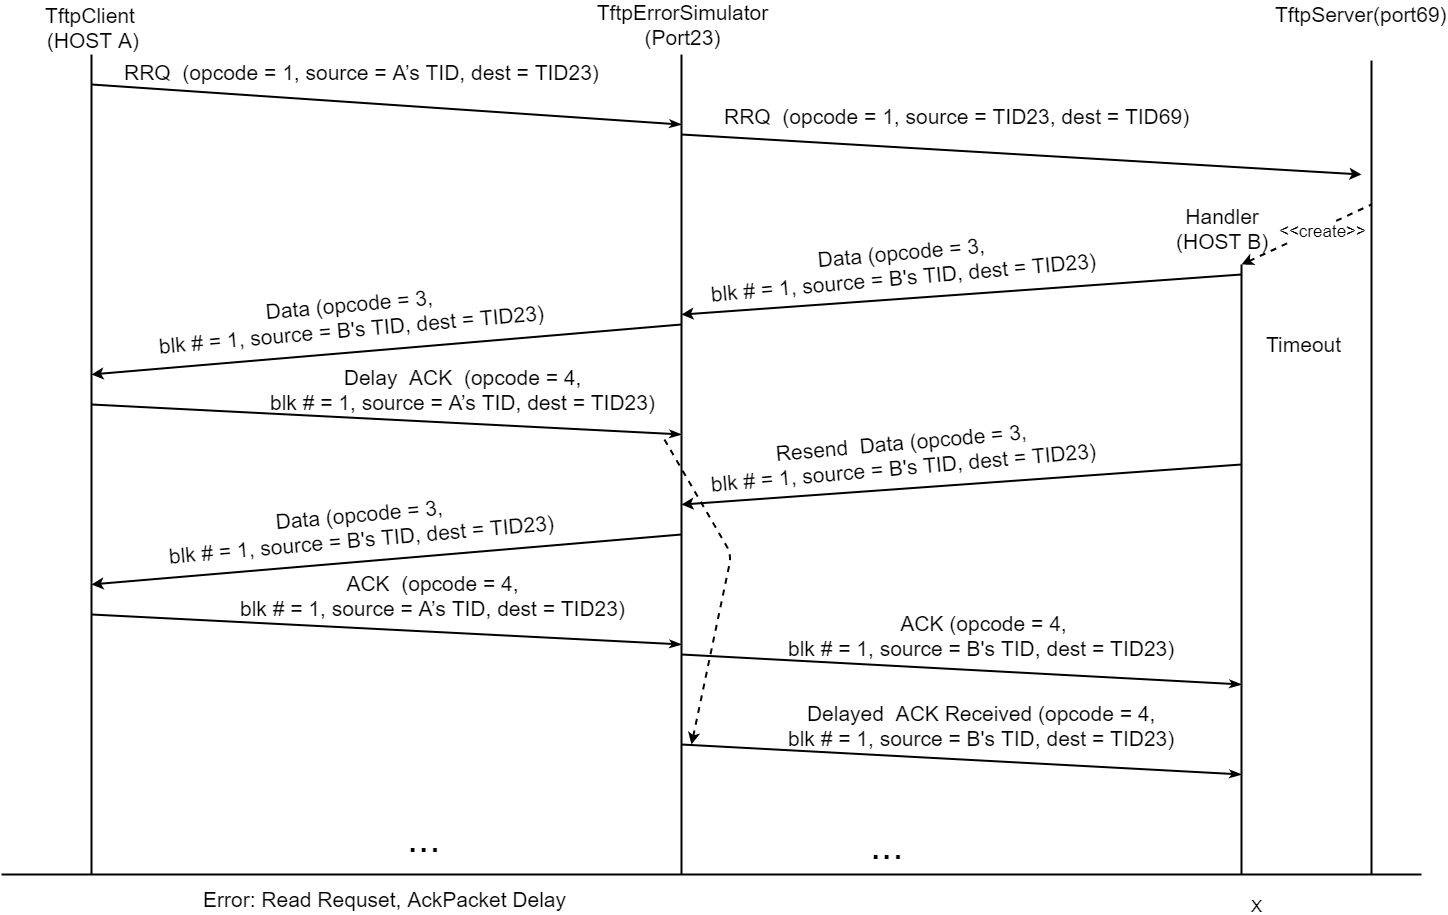 TftpClient
(HOST A)
TftpErrorSimulator
(Port23)
TftpServer(port69)
RRQ (opcode = 1, source = A's TID, dest = TID23)
RRQ (opcode = 1, source = TID23, dest = TID69)
Handler
(HOST B)
<<create>>
Data (opcode = 3,
blk # = 1, source = B's TID, dest = TID23)
Data (opcode = 3,
blk # = 1, source = B's TID, dest = TID23)
Timeout
Delay ACK (opcode = 4,
blk # = 1, source = A's TID, dest = TID23)
Resend Data (opcode = 3,
blk # = 1, source = B's TID, dest = TID23)
Data (opcode = 3,
blk # = 1, source = B's TID, dest = TID23)
ACK (opcode = 4,
blk # = 1, source = A's TID, dest = TID23)
ACK (opcode = 4,
blk # = 1, source = B's TID, dest = TID23)
Delayed ACK Received (opcode = 4,
blk # = 1, source = B's TID, dest = TID23)
...
...
Error: Read Requset, AckPacket Delay
X